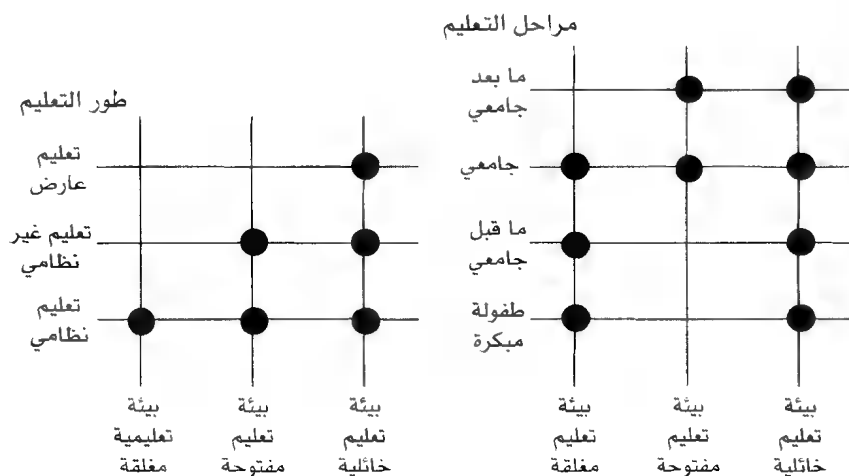 مراحل التعليم
ما بعد
جامعي
جامعي
ما قبل
جامعي
طفولة
مبكرة
بيئة
تعليم
مغلقة
بيئة
تعليم
مفتوحة
بيئة
تعليم
خائلية
طور التعليم
تعليم
عارض
تعليم غير
نظامي
تعليم
نظامي
بيئة
تعليمية
مغلقة
بيئة
تعليم
مفتوحة
بيئة
تعليم
خائلية